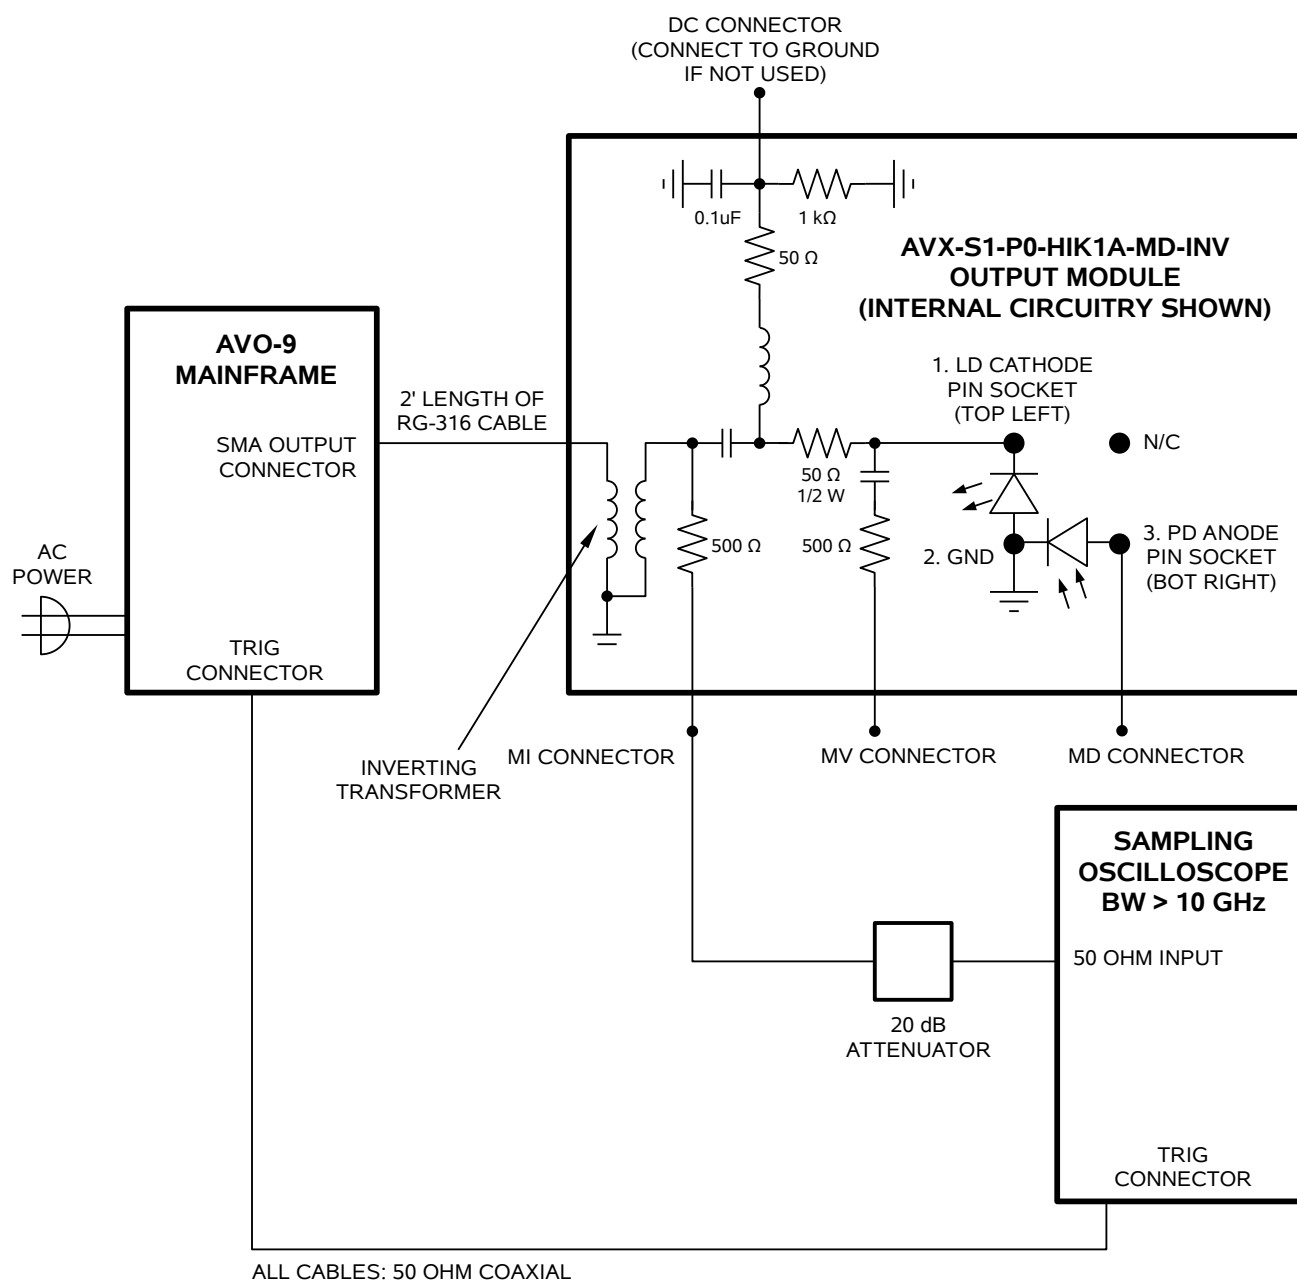 DC CONNECTOR
(CONNECT TO GROUND
IF NOT USED)
0.1uF
1 kΩ
50 Ω
AVX-S1-P0-HIK1A-MD-INV
OUTPUT MODULE
(INTERNAL CIRCUITRY SHOWN)
AVO-9
MAINFRAME
2' LENGTH OF
RG-316 CABLE
SMA OUTPUT
CONNECTOR
1. LD CATHODE
PIN SOCKET
(TOP LEFT)
N/C
50 Ω
1/2 W
500 Ω
500 Ω
2. GND
3. PD ANODE
PIN SOCKET
(BOT RIGHT)
AC
POWER
TRIG
CONNECTOR
INVERTING
TRANSFORMER
MI CONNECTOR
MV CONNECTOR
MD CONNECTOR
SAMPLING
OSCILLOSCOPE
BW > 10 GHz
50 OHM INPUT
20 dB
ATTENUATOR
TRIG
CONNECTOR
ALL CABLES: 50 OHM COAXIAL